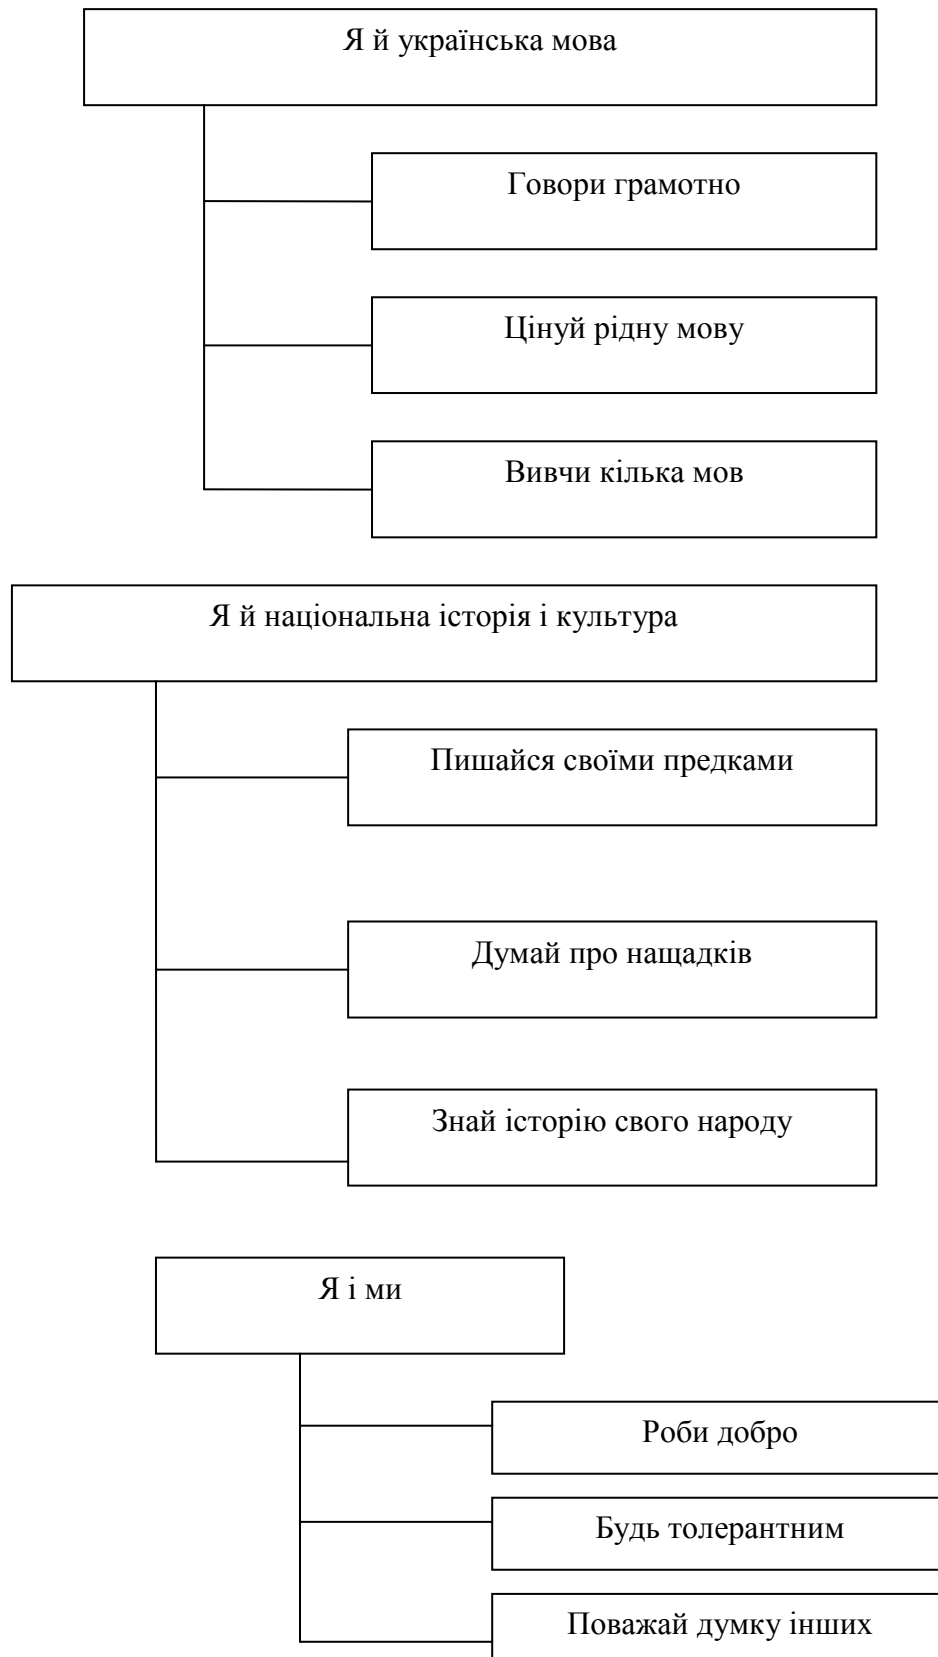 Я й українська мова
Говори грамотно
Цінуй рідну мову
Вивчи кілька мов
Я й національна історія і культура
Пишайся своїми предками
Думай про нащадків
Знай історію свого народу
Я і ми
Роби добро
Будь толерантним
Поважай думку інших